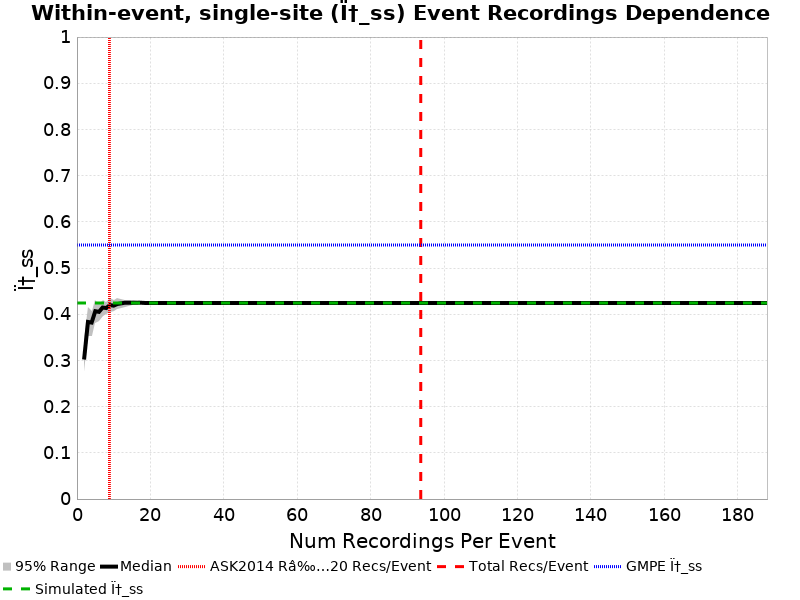 Within-event, single-site (Ï†_ss) Event Recordings Dependence
1
0.9
0.8
0.7
0.6
0.5
0.4
0.3
0.2
0.1
0
Ï†_ss
0 20 40 60 80 100 120 140 160 180
Num Recordings Per Event
95% Range Median ASK2014 Râ‰…20 Recs/Event Total Recs/Event GMPE Ï†_ss
Simulated Ï†_ss